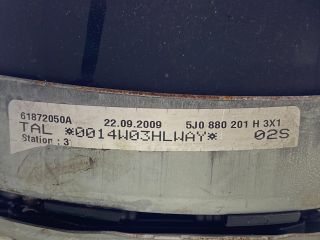 61872050A 22.09.2009 5J0 880 201 H 3X1
TAL *0014W03HLWAY* 02S
Station : 3